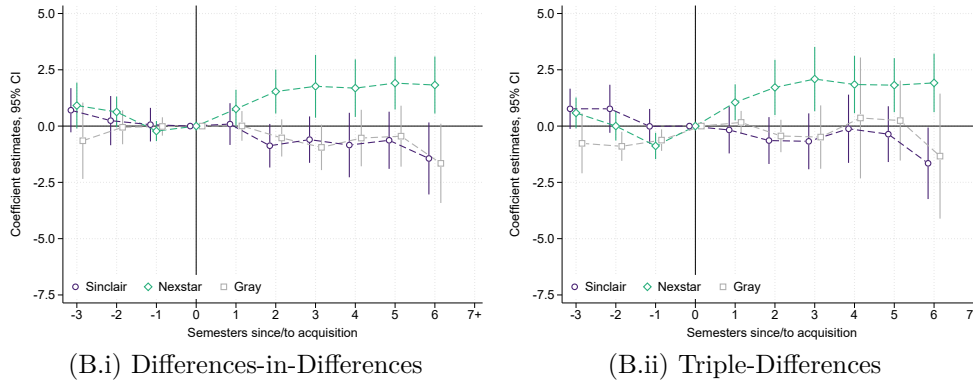 5.0
2.5
0.0
-2.5
-5.0
-7.5
Coefficient estimates, 95% CI
Sinclair Nexstar Gray
-3 -2 -1 0 1 2 3 4 5 6 7+
Semesters since/to acquisition
(B.i) Differences-in-Differences
5.0
2.5
0.0
-2.5
-5.0
-7.5
Coefficient estimates, 95% CI
Sinclair Nexstar Gray
-3 -2 -1 0 1 2 3 4 5 6 7
Semesters since/to acquisition
(B.ii) Triple-Differences